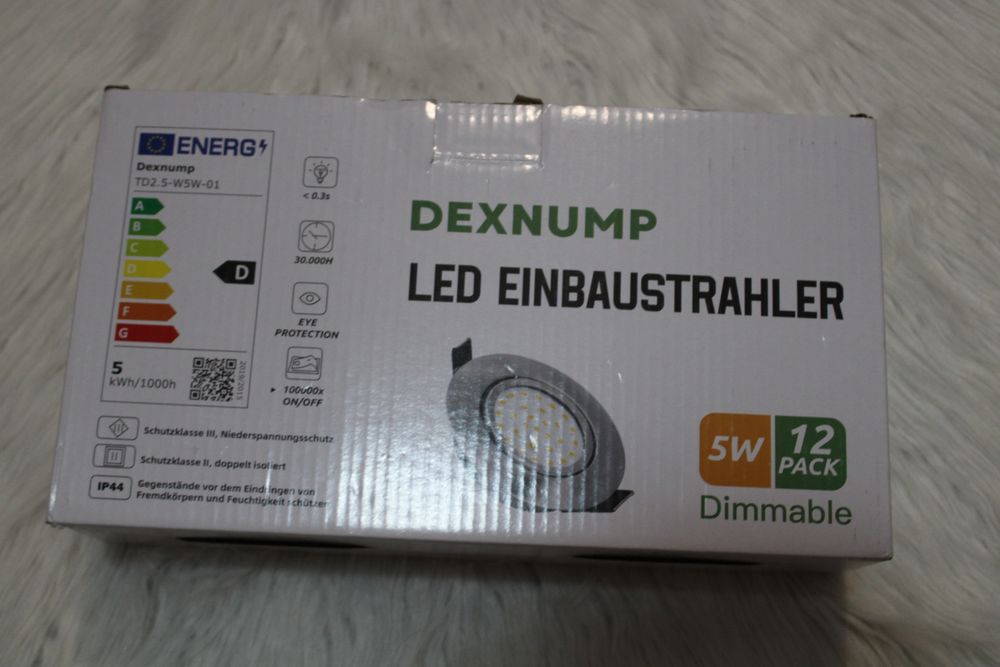 ENERG
Dexnump
TD2.5-W5W-01
A
B
C
D
E
F
G
D
5
kWh/1000h
2019/2015
< 0.3s
30.000H
EYE
PROTECTION
100000x
ON/OFF
III
Schutzklasse III, Niederspannungsschutz
II
Schutzklasse II, doppelt isoliert
IP44
Gegenstände vor dem Eindringen von
Fremdkörpern und Feuchtigkeit schützen
DEXNUMP
LED EINBAUSTRAHLER
5W
12
PACK
Dimmable